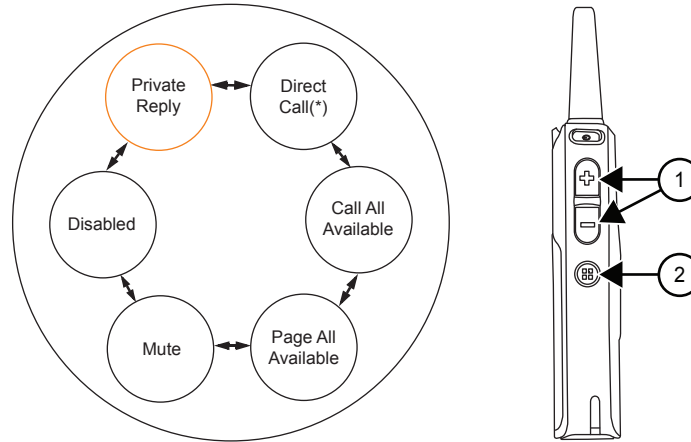 Private
Reply
Direct
Call(*)
Call All
Available
Page All
Available
Mute
Disabled
1
2